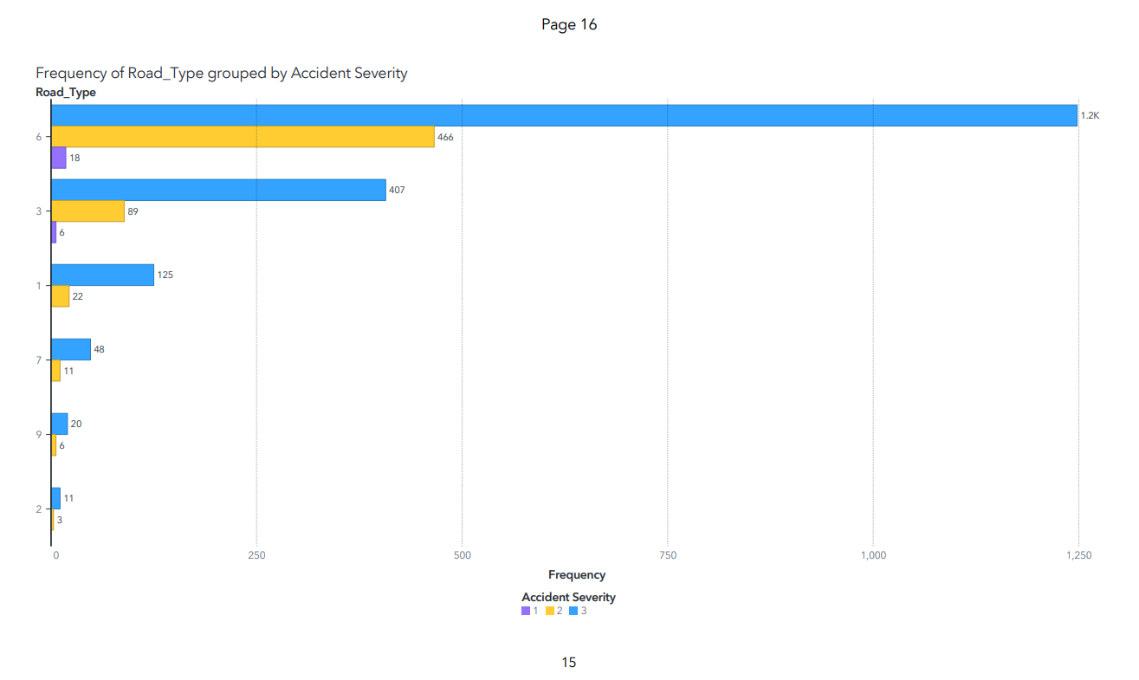 Page 16
Frequency of Road_Type grouped by Accident Severity
Road_Type
1.2K
6
466
18
407
3
89
6
125
1
22
48
7
11
20
9
6
11
2
3
0 250 500 750 1,000 1,250
Frequency
Accident Severity
1 2 3
15